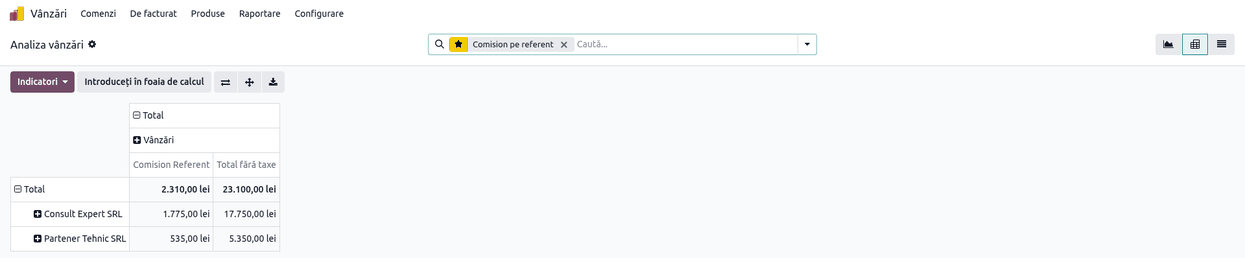 Vânzări Comenzi De facturat Produse Raportare Configurare
Analiza vânzări Comision pe referent Caută...
Indicatori Introduceți în foaia de calcul
Total
Vânzări
Comision Referent Total fără taxe
Total 2.310,00 lei 23.100,00 lei
Consult Expert SRL 1.775,00 lei 17.750,00 lei
Partener Tehnic SRL 535,00 lei 5.350,00 lei